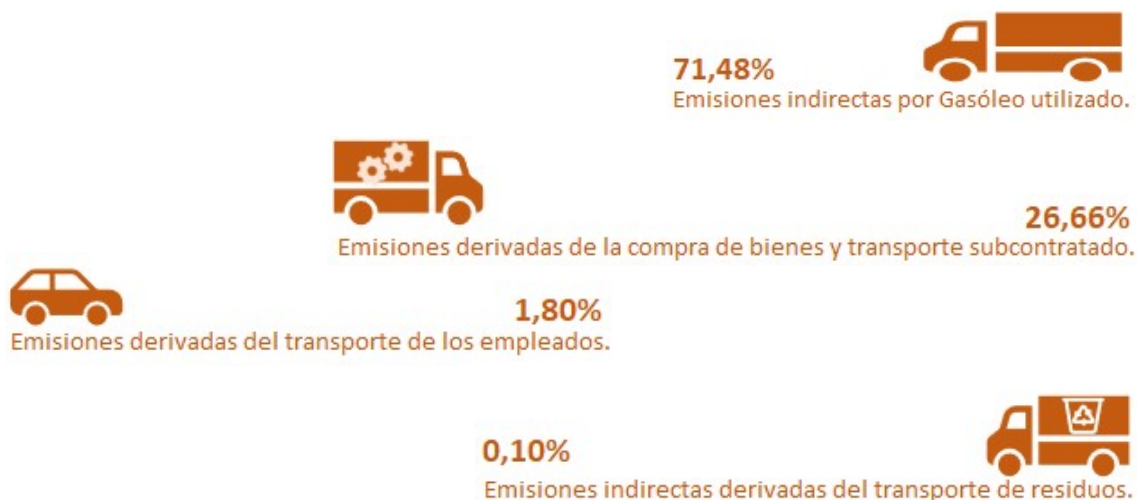 71,48%
Emisiones indirectas por Gasóleo utilizado.
26,66%
Emisiones derivadas de la compra de bienes y transporte subcontratado.
1,80%
Emisiones derivadas del transporte de los empleados.
0,10%
Emisiones indirectas derivadas del transporte de residuos.